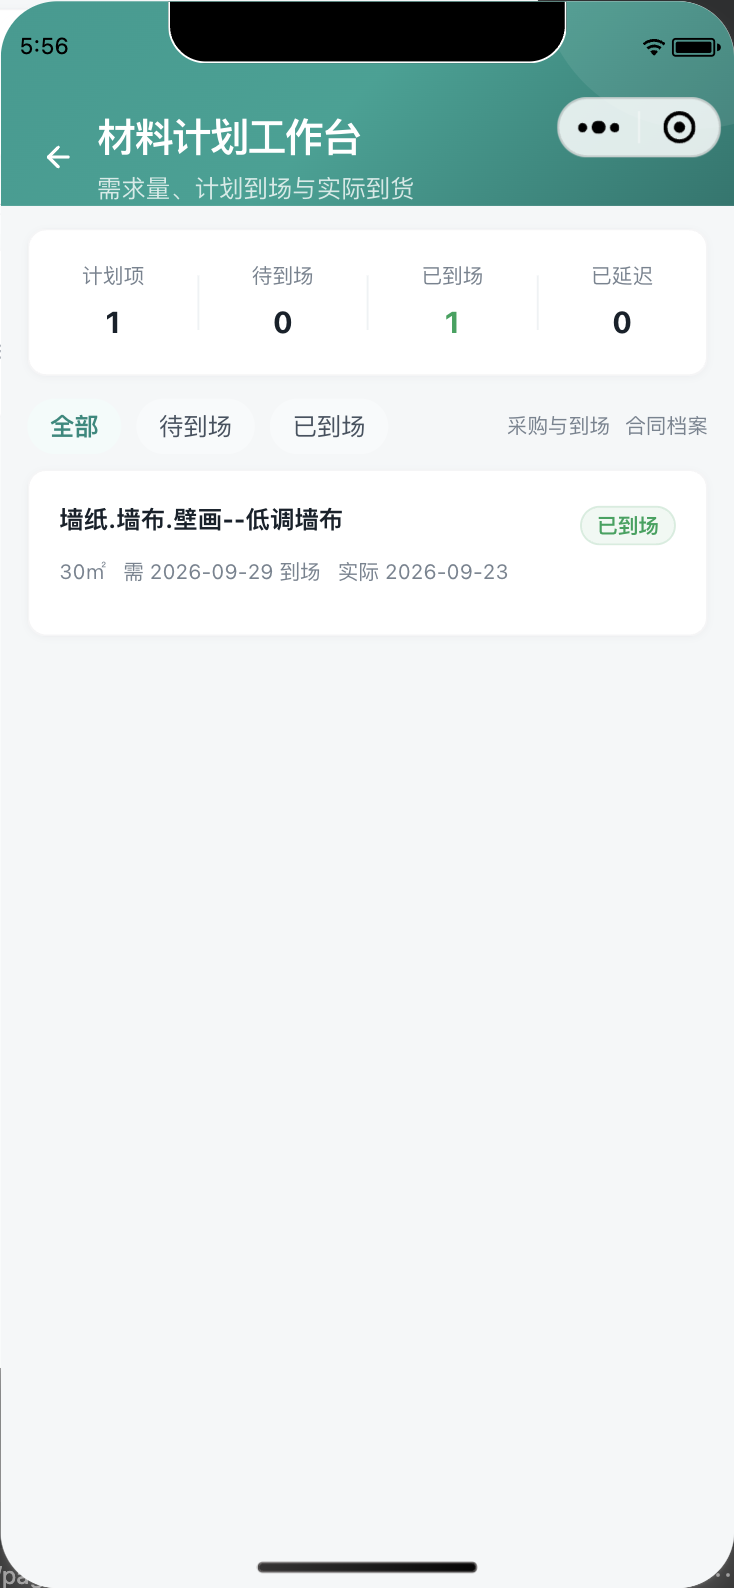 5:56
材料计划工作台
需求量、计划到场与实际到货
计划项 待到场 已到场 已延迟
1 0 1 0
全部 待到场 已到场 采购与到场 合同档案
墙纸.墙布.壁画--低调墙布 已到场
30㎡ 需 2026-09-29 到场 实际 2026-09-23